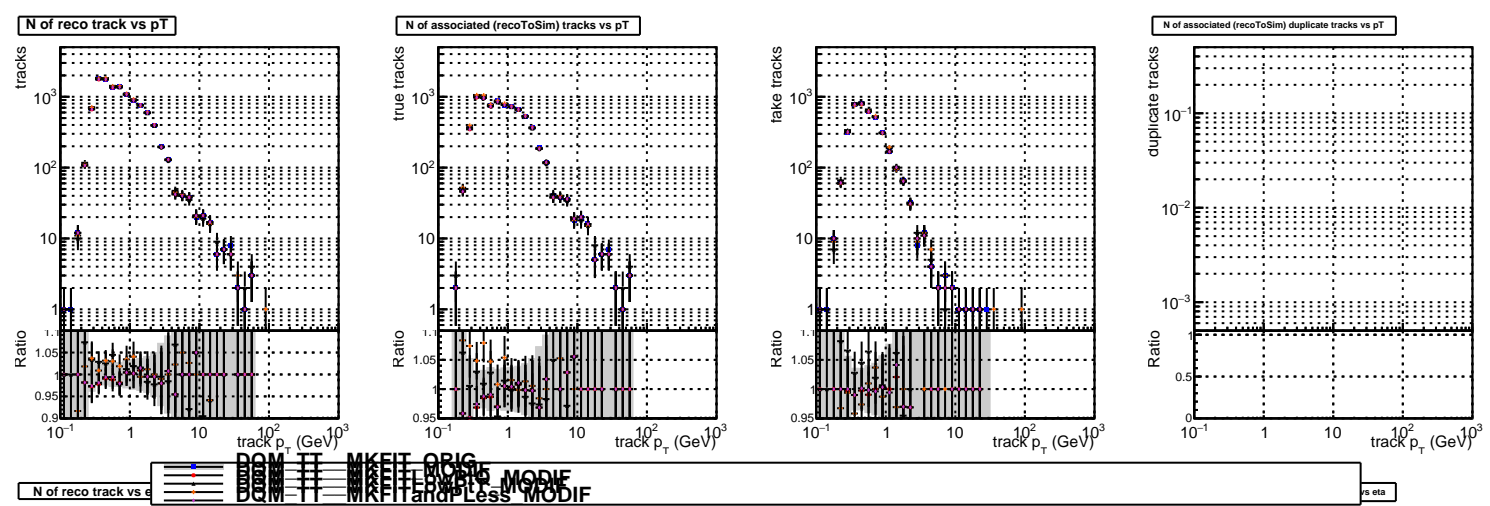 N of reco track vs pT
N of associated (recoToSim) tracks vs pT
N of associated (recoToSim) duplicate tracks vs pT
tracks
10³
10²
10
1
Ratio
1.1
1.05
1
0.95
0.9
10⁻¹ 1 10 10² 10³
track p_T (GeV)
true tracks
10³
10²
10
1
Ratio
1.05
1
0.95
10⁻¹ 1 10 10² 10³
track p_T (GeV)
fake tracks
10³
10²
10
1
Ratio
1.05
1
0.95
10⁻¹ 1 10 10² 10³
track p_T (GeV)
duplicate tracks
10⁻¹
10⁻²
10⁻³
Ratio
1
0.5
0
10⁻¹ 1 10 10² 10³
track p_T (GeV)
DQM_TT__MKFIT_ORIG
DQM_TT__MKFITandPLess_MODIF
N of reco track vs e
vs eta